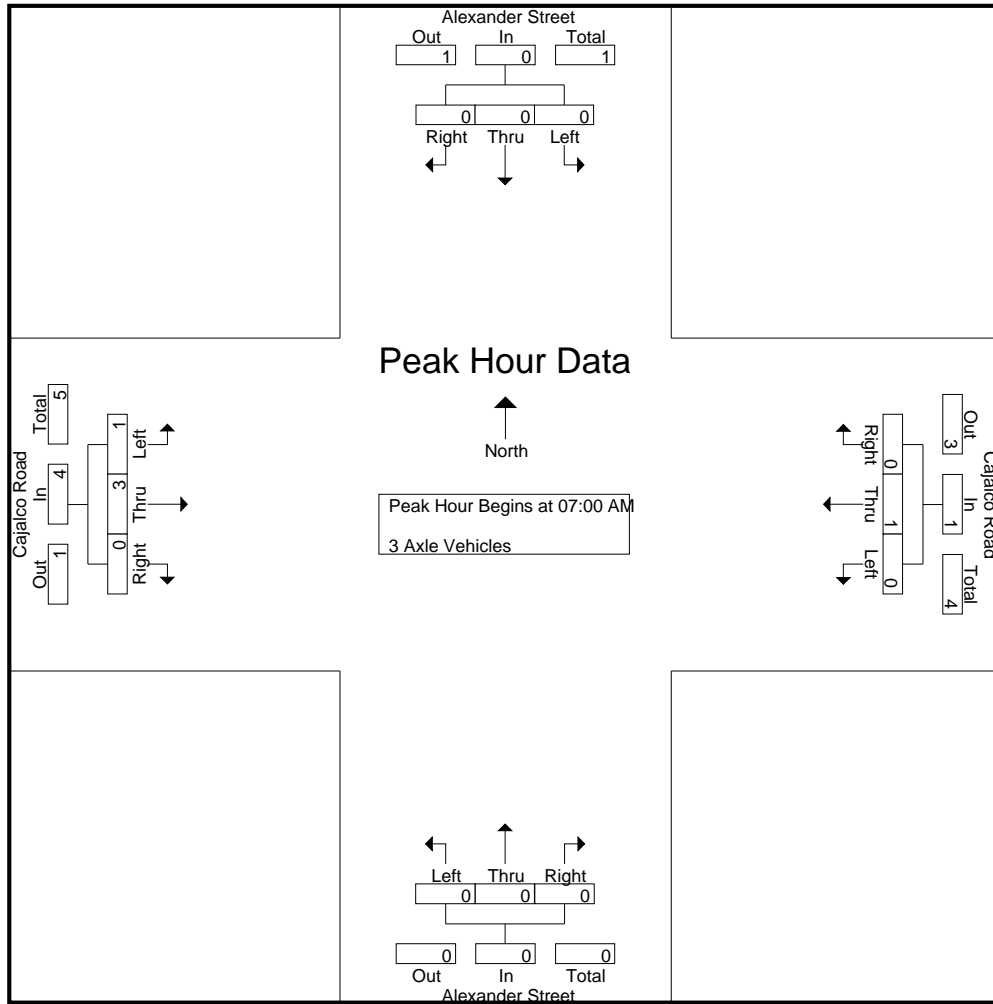 Alexander Street
Out In Total
1 0 1
0 0 0
Right Thru Left
Peak Hour Data
North
Peak Hour Begins at 07:00 AM
3 Axle Vehicles
Cajalco Road
Out In Total
1 4 5
0 3 1
Right Thru Left
Cajalco Road
Out In Total
3 1 4
0 1 0
Right Thru Left
Left Thru Right
0 0 0
0 0 0
Out In Total
Alexander Street